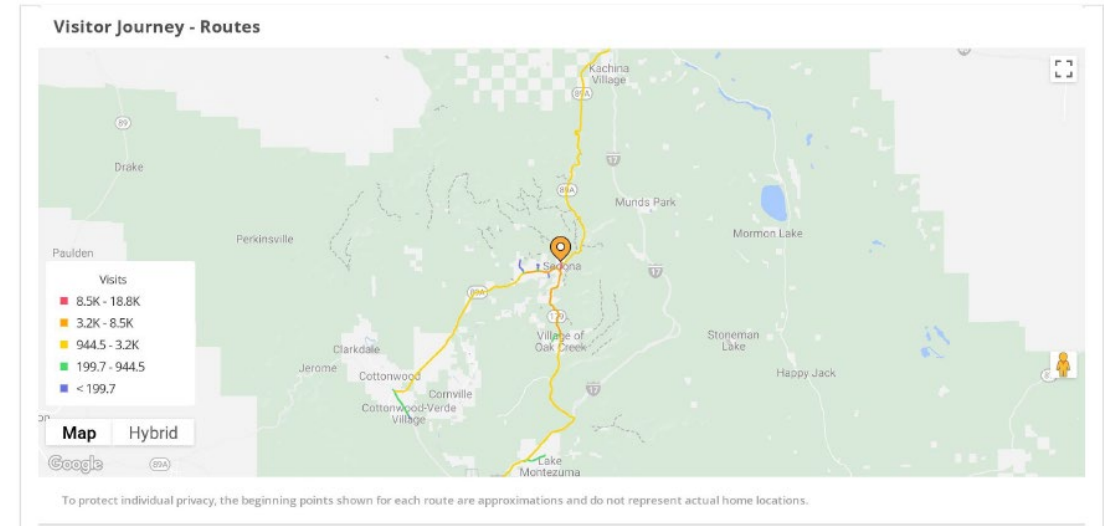 Visitor Journey - Routes
Kachina
Village
89A
89
17
Drake
89A
Munds Park
Perkinsville
Mormon Lake
Paulden
Sedona
17
Visits
8.5K - 18.8K
3.2K - 8.5K
944.5 - 3.2K
199.7 - 944.5
< 199.7
89A
179
Village of
Oak Creek
Stoneman
Lake
Clarkdale
Jerome
Cottonwood
Happy Jack
17
Cornville
Cottonwood-Verde
Village
Map Hybrid
Google
89A
Lake
Montezuma
To protect individual privacy, the beginning points shown for each route are approximations and do not represent actual home locations.